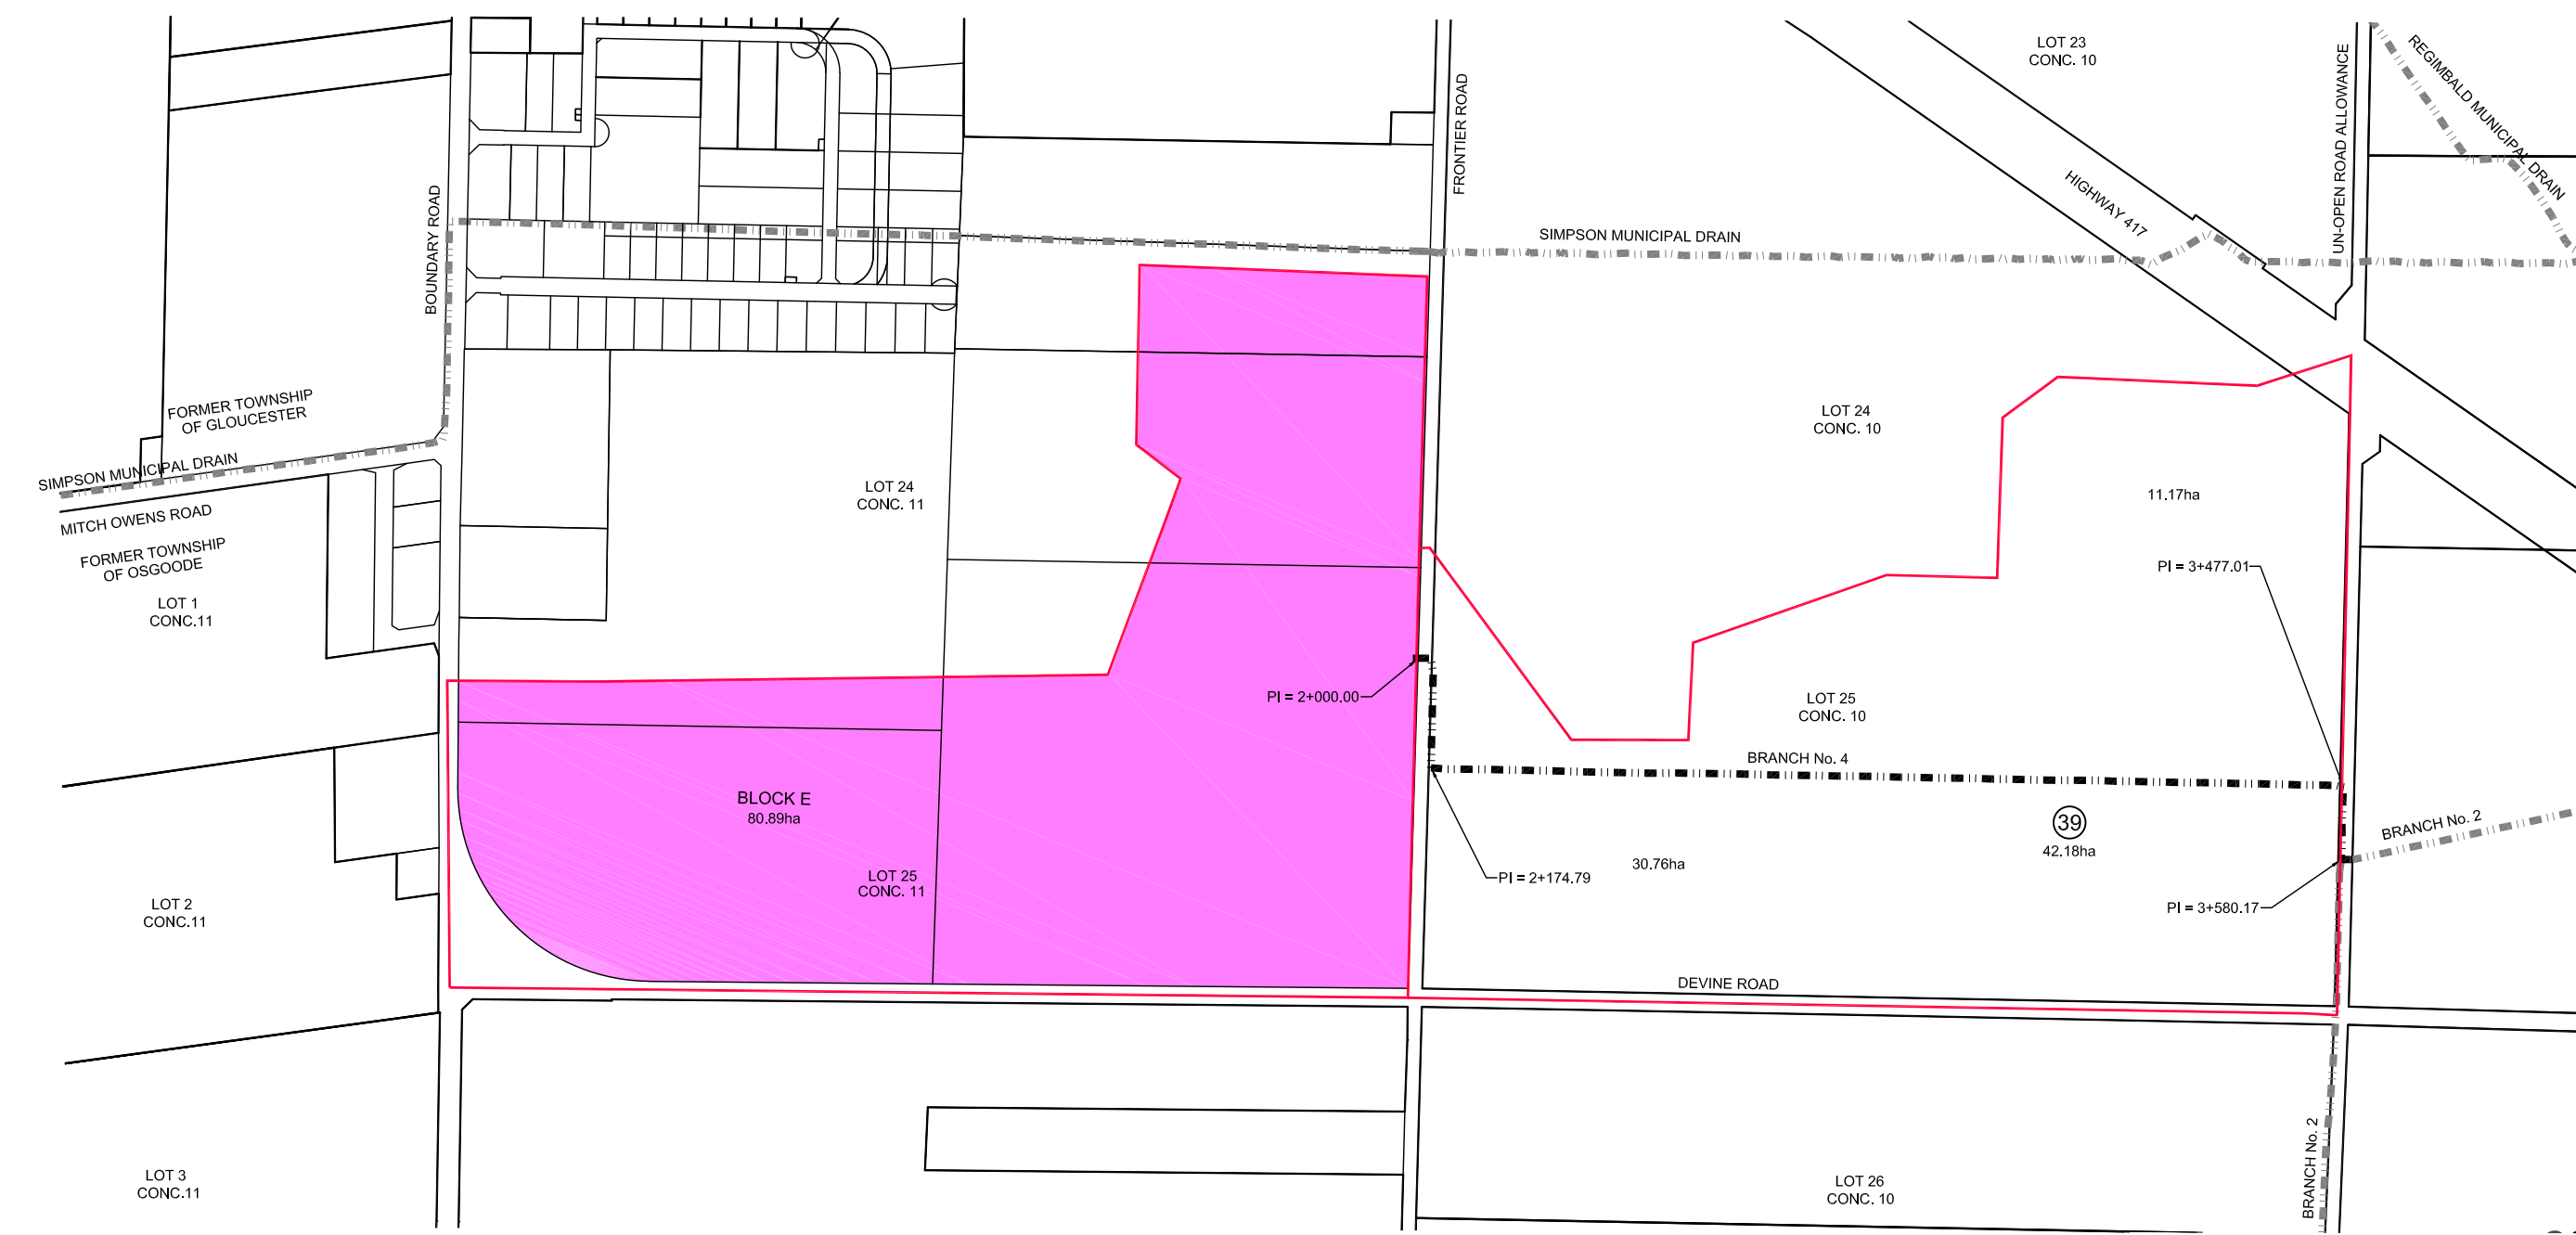 LOT 23
CONC. 10
UN-OPEN ROAD ALLOWANCE
REGIMBALD MUNICIPAL DRAIN
HIGHWAY 417
FRONTIER ROAD
BOUNDARY ROAD
SIMPSON MUNICIPAL DRAIN
FORMER TOWNSHIP
OF GLOUCESTER
SIMPSON MUNICIPAL DRAIN
MITCH OWENS ROAD
FORMER TOWNSHIP
OF OSGOODE
LOT 1
CONC.11
LOT 24
CONC. 11
LOT 24
CONC. 10
11.17ha
PI = 3+477.01
PI = 2+000.00
LOT 25
CONC. 10
BRANCH No. 4
BLOCK E
80.89ha
39
42.18ha
BRANCH No. 2
30.76ha
PI = 2+174.79
PI = 3+580.17
LOT 25
CONC. 11
LOT 2
CONC.11
DEVINE ROAD
LOT 3
CONC.11
LOT 26
CONC. 10
BRANCH No. 2